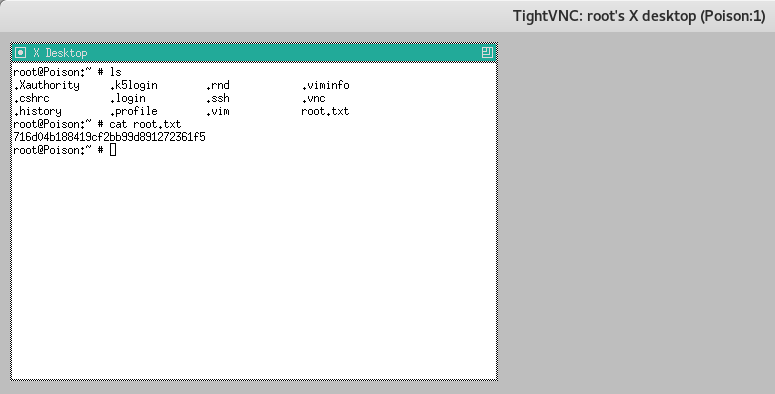 TightVNC: root's X desktop (Poison:1)
X Desktop
root@Poison:~ # ls
.Xauthority .k5login .rnd .viminfo
.cshrc .login .ssh .vnc
.history .profile .vim root.txt
root@Poison:~ # cat root.txt
716d04b188419cf2bb99d891272361f5
root@Poison:~ #